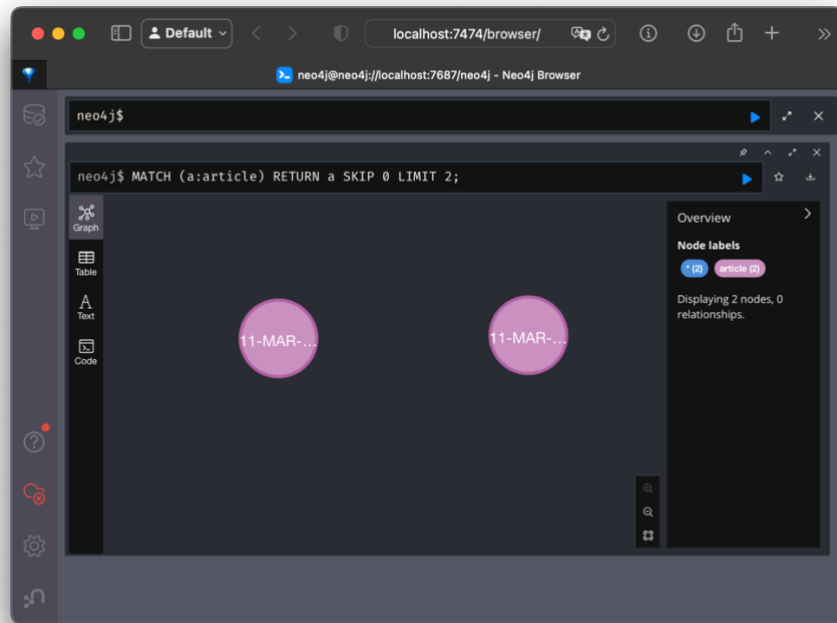 Default
localhost:7474/browser/
neo4j@neo4j://localhost:7687/neo4j - Neo4j Browser
neo4j$
neo4j$ MATCH (a:article) RETURN a SKIP 0 LIMIT 2;
Graph
Table
A
Text
Code
11-MAR-...
11-MAR-...
Overview
Node labels
* (2) article (2)
Displaying 2 nodes, 0
relationships.